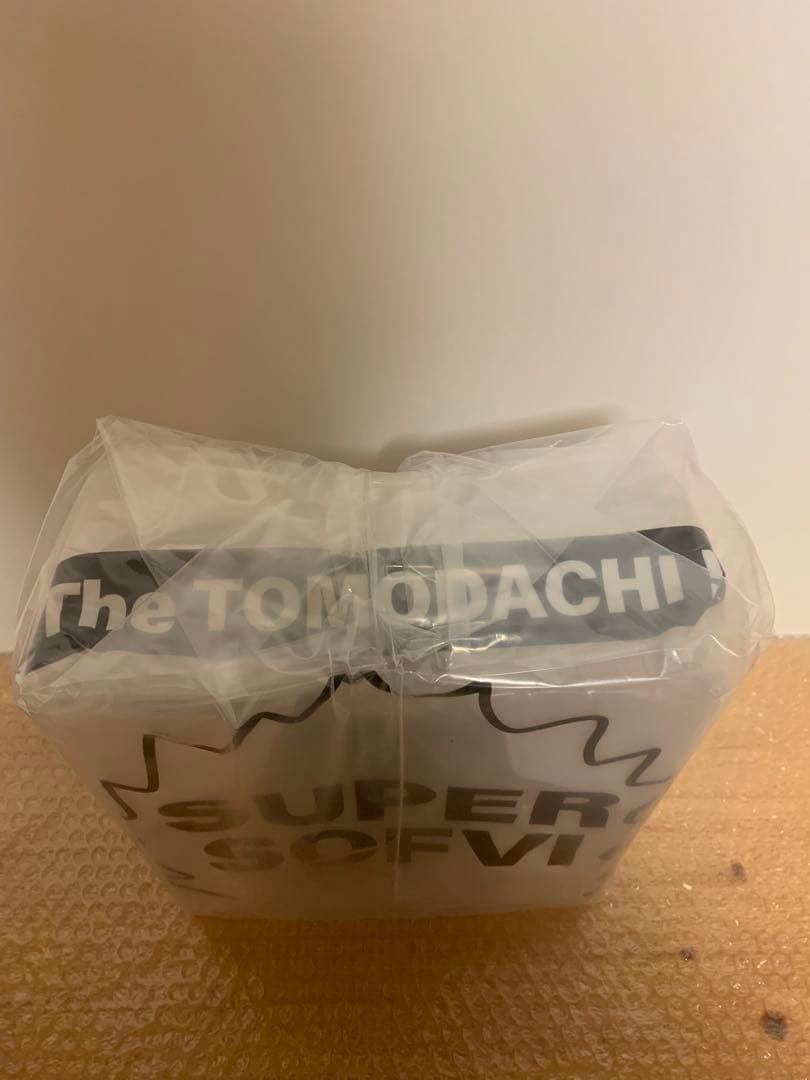 The TOMODACHI !
SUPER
SOFVI